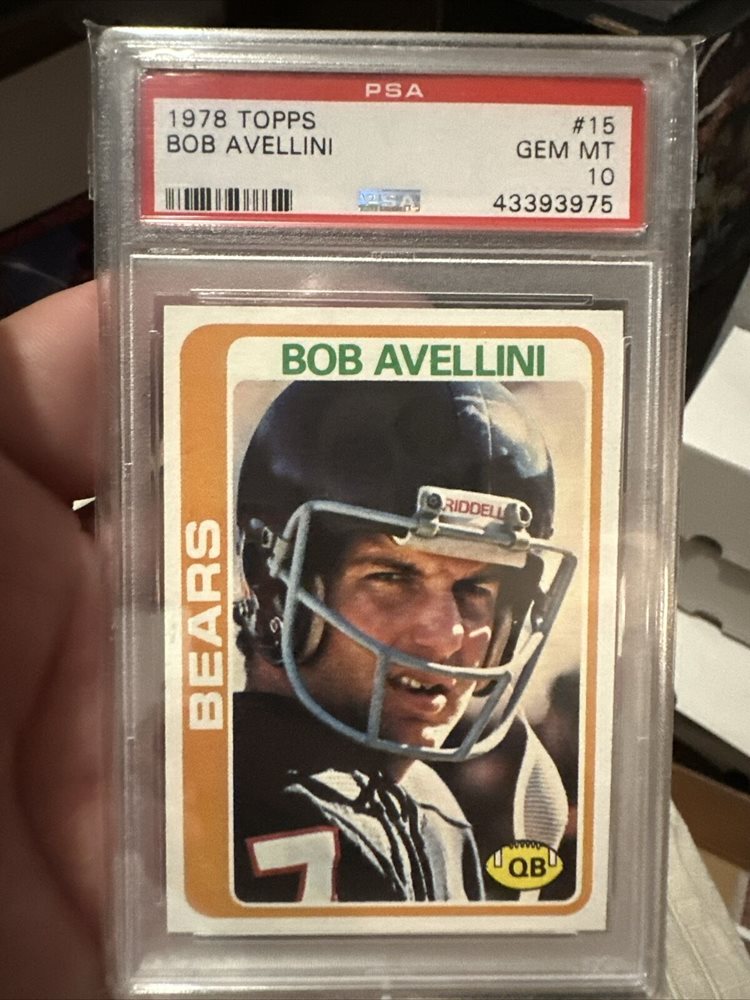 PSA
1978 TOPPS #15
BOB AVELLINI GEM MT
10
PSA 43393975
BOB AVELLINI
RIDDELL
BEARS
7
QB